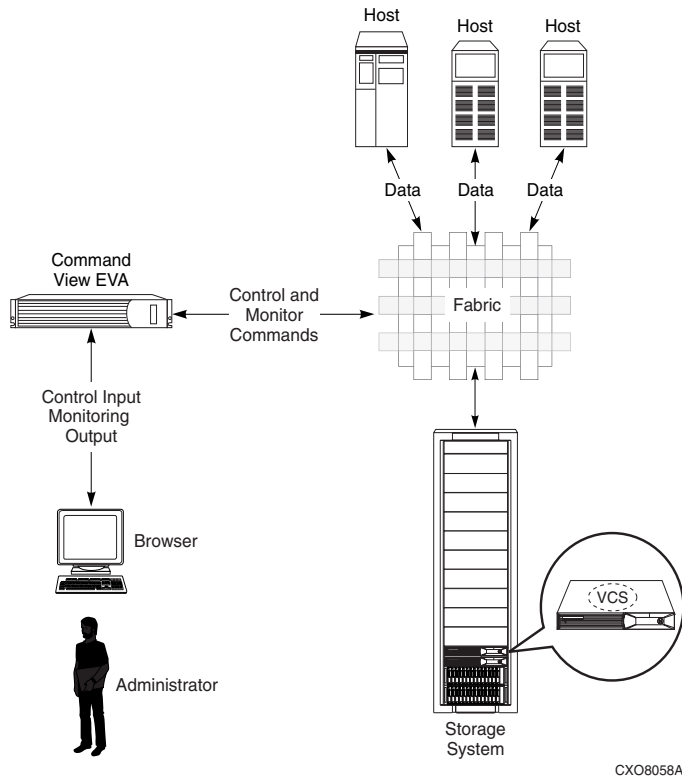 Host
Host
Host
Data
Data
Data
Command
View EVA
Control and
Monitor
Commands
Fabric
Control Input
Monitoring
Output
Browser
VCS
Administrator
Storage
System
CXO8058A